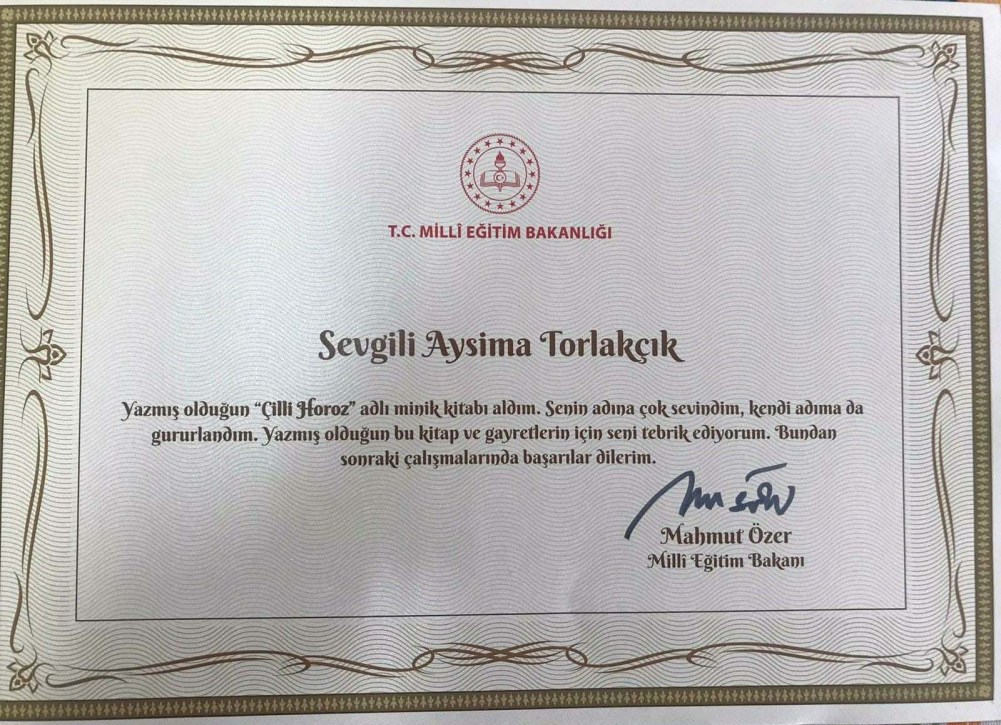 T.C. MİLLÎ EĞİTİM BAKANLIĞI
Sevgili Aysima Torlakçık
Yazmış olduğun “Çilli Horoz” adlı minik kitabı aldım. Senin adına çok sevindim, kendi adıma da
gururlandım. Yazmış olduğun bu kitap ve gayretlerin için seni tebrik ediyorum. Bundan
sonraki çalışmalarında başarılar dilerim.
Mahmut Özer
Millî Eğitim Bakanı